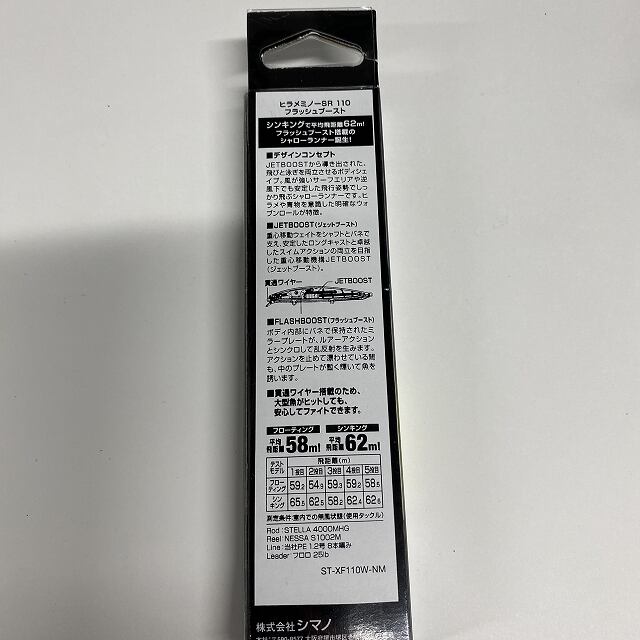 ヒラメミノーSR 110
フラッシュブースト
シンキングで平均飛距離62m!
フラッシュブースト搭載の
シャローランナー誕生!
■デザインコンセプト
JETBOOSTから導き出された、
飛びと泳ぎを両立させるボディシェ
イプ。風が強いサーフエリアや逆
風下でも安定した飛行姿勢でしっ
かり飛ぶシャローランナーです。ヒ
ラメや青物を意識した明確なウォ
ブンロールが特徴。
■JETBOOST(ジェットブースト)
重心移動ウェイトをシャフトとバネで
支え、安定したロングキャストと卓越
したスイムアクションの両立を目指
した重心移動機構JETBOOST
(ジェットブースト)。
貫通ワイヤー JETBOOST
■FLASHBOOST(フラッシュブースト)
ボディ内部にバネで保持されたミ
ラープレートが、ルアーアクション
とシンクロして乱反射を生みます。
アクションを止めて漂わせている間
も、中のプレートが動く輝いて魚を
誘います。
■貫通ワイヤー搭載のため、
大型魚がヒットしても、
安心してファイトできます。
フローティング シンキング
平均飛距離58m! 平均飛距離62m!
テストモデル 飛距離(m)
1投目 2投目 3投目 4投目 5投目
フローティング 59.2 54.3 59.3 59.2 58.5
シンキング 65.5 62.5 58.2 62.4 62.6
測定条件:室内での無風状態(使用タックル)
Rod : STELLA 4000MHG
Reel : NESSA S1002M
Line : 当社PE 1.2号 8本編み
Leader フロロ 25lb
ST-XF110W-NM
株式会社シマノ